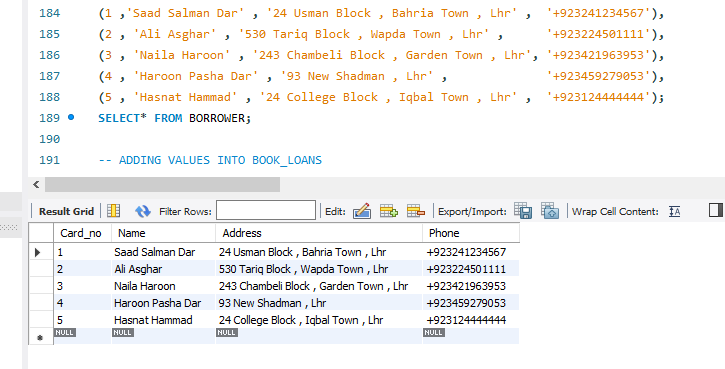 184 (1 ,'Saad Salman Dar' , '24 Usman Block , Bahria Town , Lhr' , '+923241234567'),
185 (2 , 'Ali Asghar' , '530 Tariq Block , Wapda Town , Lhr' , '+923224501111'),
186 (3 , 'Naila Haroon' , '243 Chambeli Block , Garden Town , Lhr', '+923421963953'),
187 (4 , 'Haroon Pasha Dar' , '93 New Shadman , Lhr' , '+923459279053'),
188 (5 , 'Hasnat Hammad' , '24 College Block , Iqbal Town , Lhr' , '+923124444444');
189 SELECT* FROM BORROWER;
190
191 -- ADDING VALUES INTO BOOK_LOANS
Result Grid Filter Rows: Edit: Export/Import: Wrap Cell Content:
Card_no Name Address Phone
1 Saad Salman Dar 24 Usman Block , Bahria Town , Lhr +923241234567
2 Ali Asghar 530 Tariq Block , Wapda Town , Lhr +923224501111
3 Naila Haroon 243 Chambeli Block , Garden Town , Lhr +923421963953
4 Haroon Pasha Dar 93 New Shadman , Lhr +923459279053
5 Hasnat Hammad 24 College Block , Iqbal Town , Lhr +923124444444
NULL NULL NULL NULL